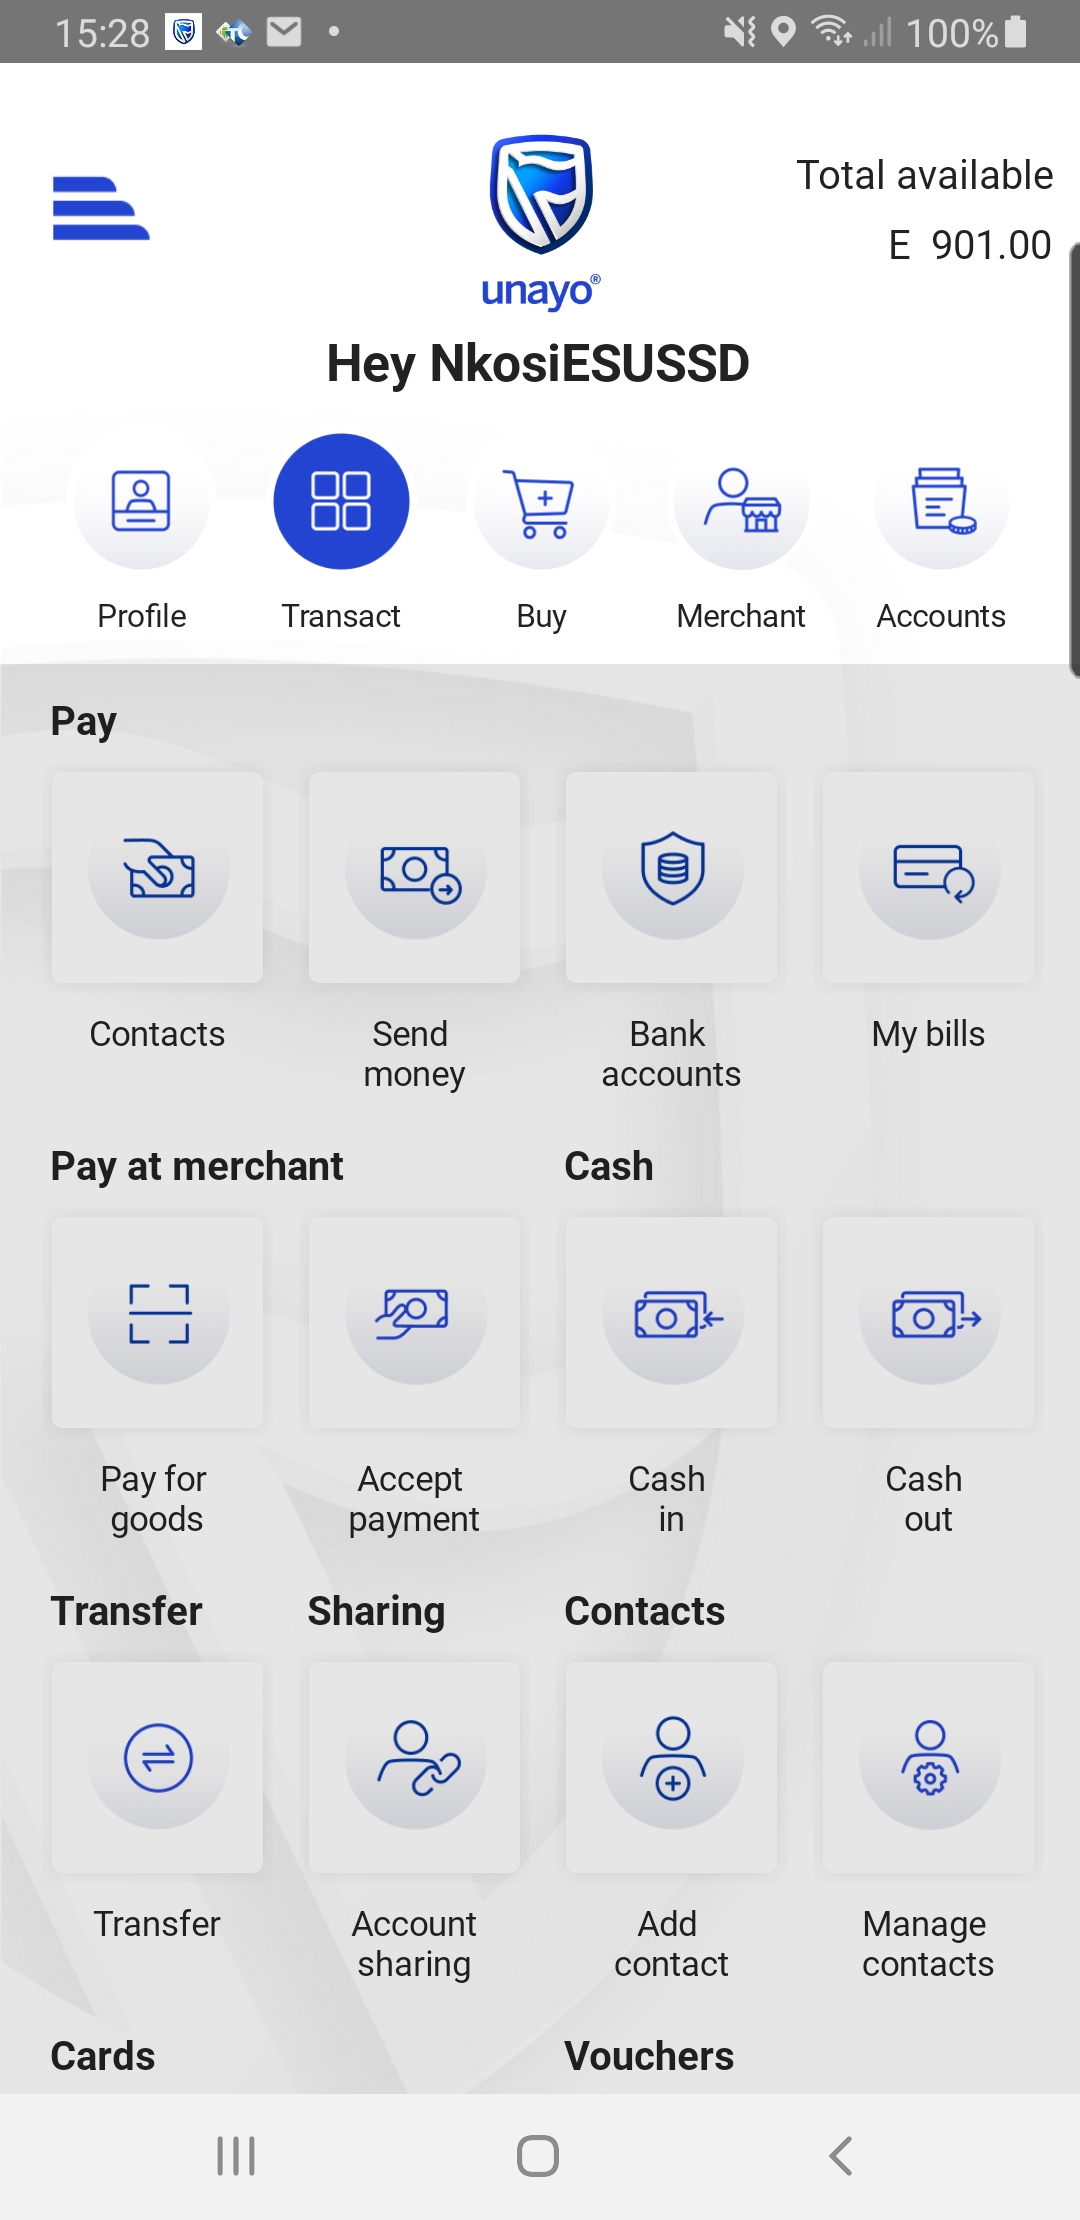 15:28
100%
Total available
E 901.00
unayo®
Hey NkosiESUSSD
Profile
Transact
Buy
Merchant
Accounts
Pay
Contacts
Send
money
Bank
accounts
My bills
Pay at merchant
Cash
Pay for
goods
Accept
payment
Cash
in
Cash
out
Transfer
Sharing
Contacts
Transfer
Account
sharing
Add
contact
Manage
contacts
Cards
Vouchers